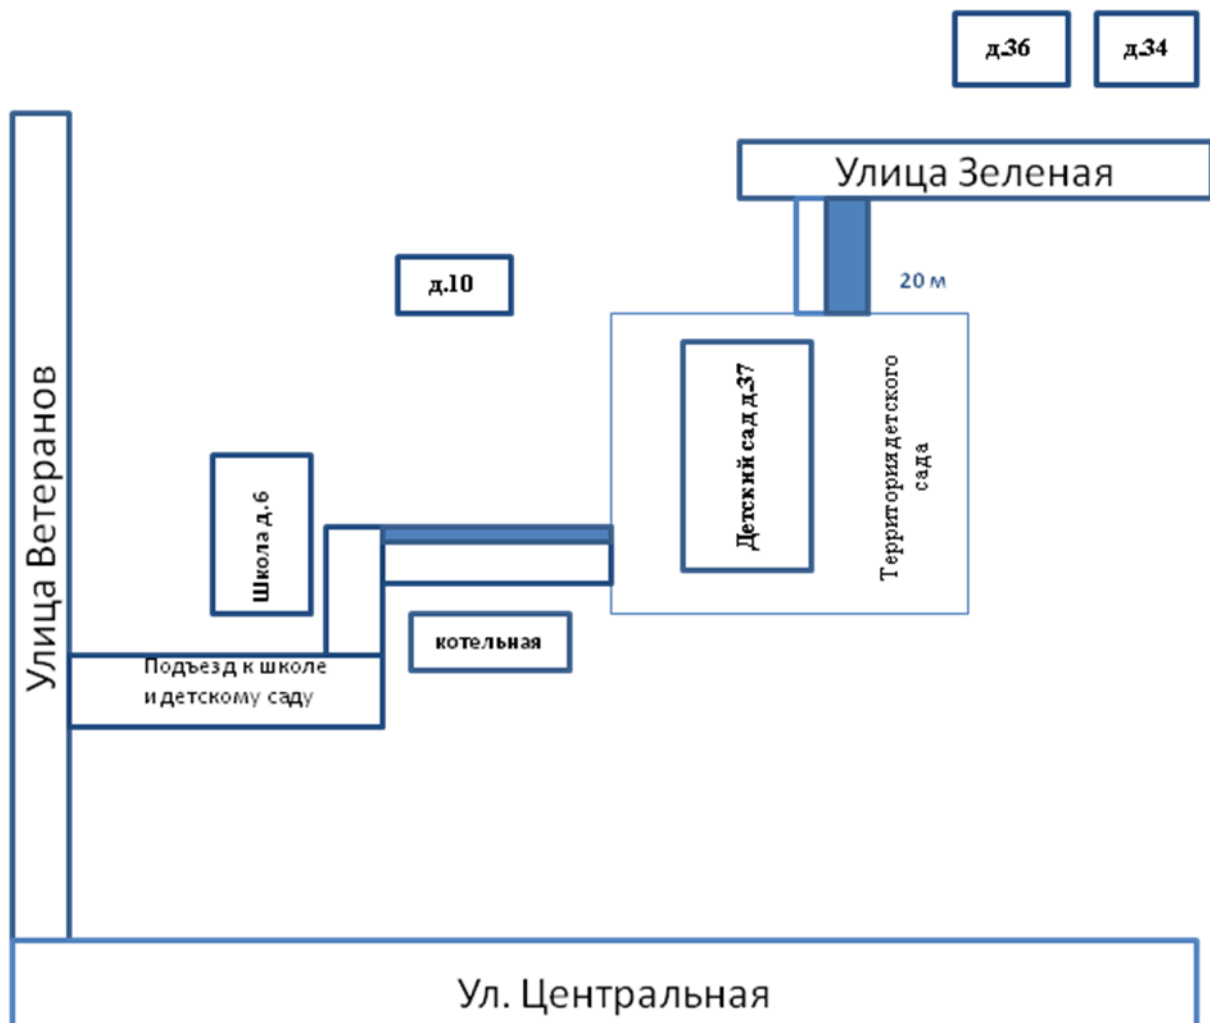 д.36
д.34
Улица Зеленая
20 м
д.10
Детский сад д.37
Территория детского
сада
Улица Ветеранов
Школа д.6
котельная
Подъезд к школе
и детскому саду
Ул. Центральная